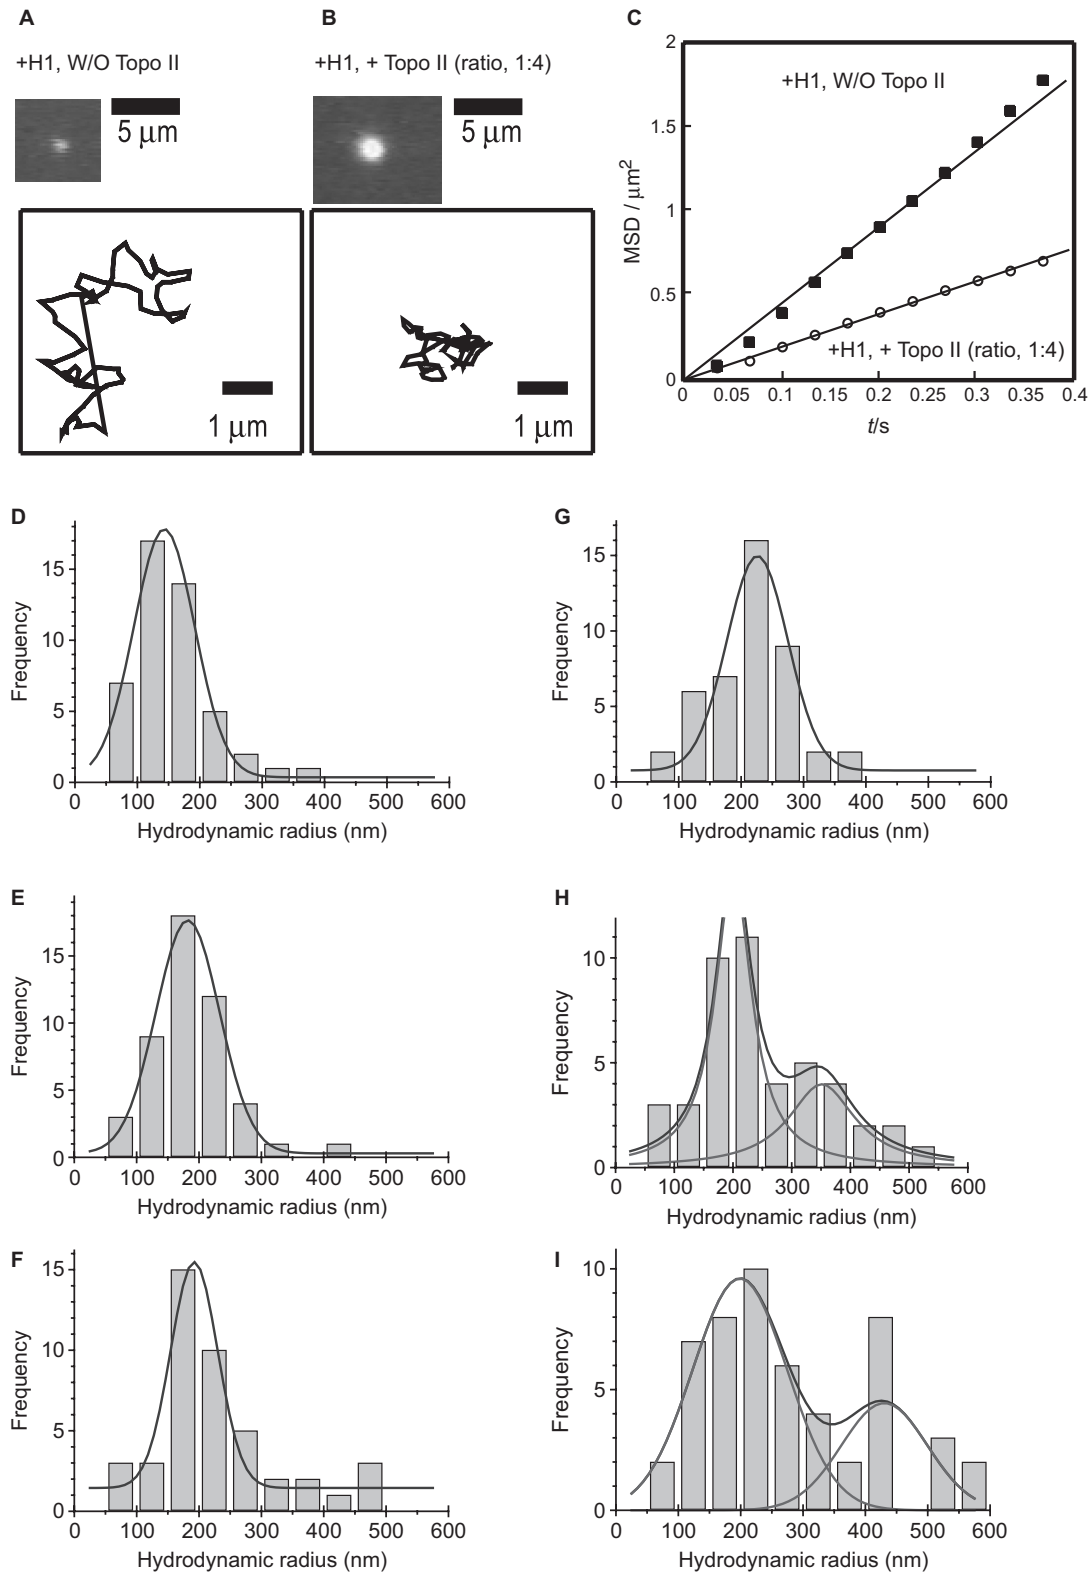 A
+H1, W/O Topo II
5 μm
1 μm
B
+H1, + Topo II (ratio, 1:4)
5 μm
1 μm
C
2
1.5
1
0.5
0
MSD / μm²
+H1, W/O Topo II
+H1, + Topo II (ratio, 1:4)
0 0.05 0.1 0.15 0.2 0.25 0.3 0.35 0.4
t/s
D
15
10
5
0
Frequency
0 100 200 300 400 500 600
Hydrodynamic radius (nm)
G
15
10
5
0
Frequency
0 100 200 300 400 500 600
Hydrodynamic radius (nm)
E
15
10
5
0
Frequency
0 100 200 300 400 500 600
Hydrodynamic radius (nm)
H
10
5
0
Frequency
0 100 200 300 400 500 600
Hydrodynamic radius (nm)
F
15
10
5
0
Frequency
0 100 200 300 400 500 600
Hydrodynamic radius (nm)
I
10
5
0
Frequency
0 100 200 300 400 500 600
Hydrodynamic radius (nm)